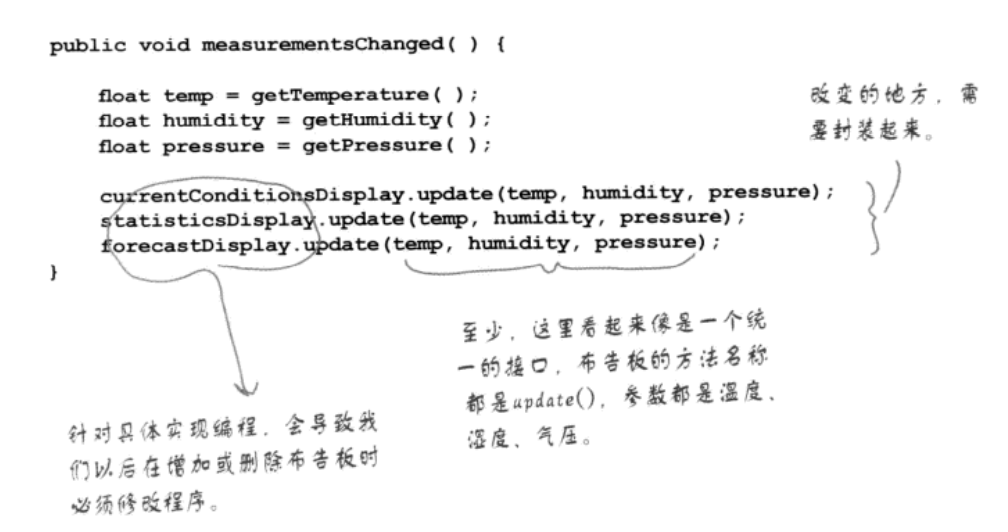 public void measurementsChanged( ) {
float temp = getTemperature( );
float humidity = getHumidity( );
float pressure = getPressure( );
改变的地方，需
要封装起来。
currentConditionsDisplay.update(temp, humidity, pressure);
statisticsDisplay.update(temp, humidity, pressure);
forecastDisplay.update(temp, humidity, pressure);
}
至少，这里看起来像是一个统
一的接口，布告板的方法名称
都是update()，参数都是温度、
湿度、气压。
针对具体实现编程，会导致我
们以后在增加或删除布告板时
必须修改程序。